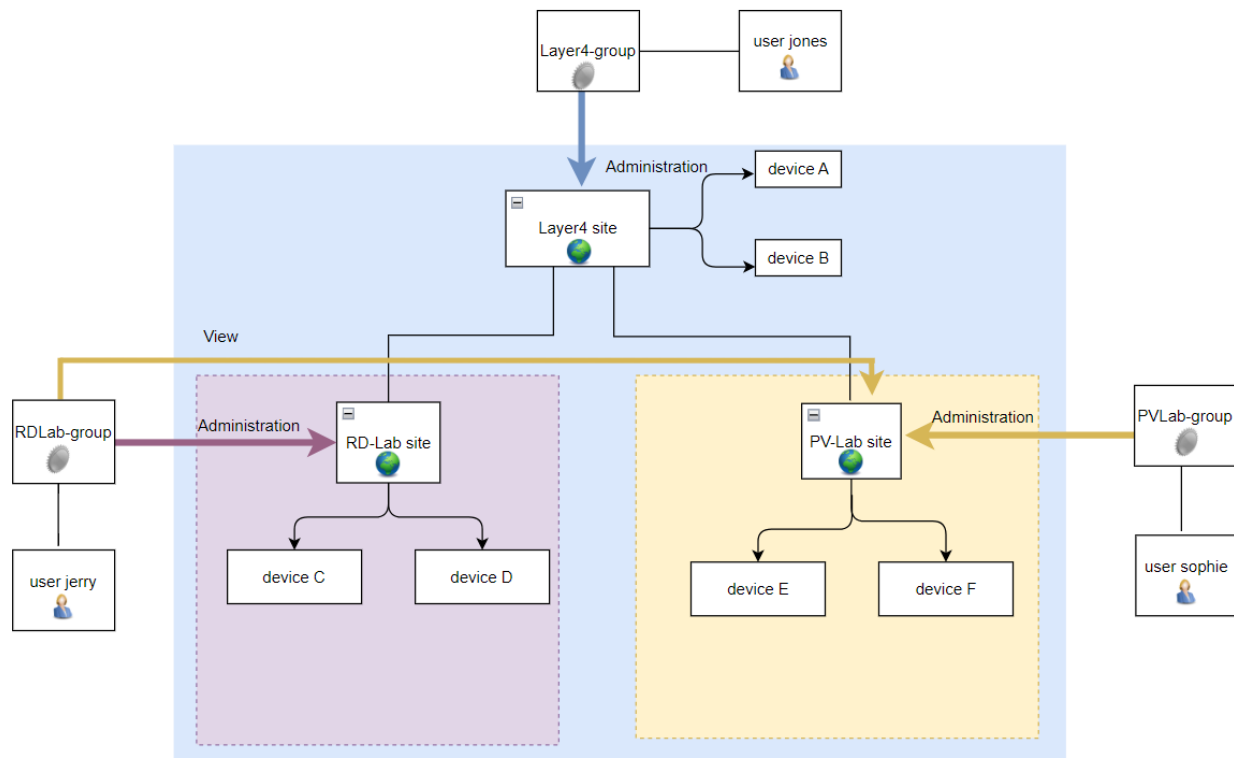 Layer4-group
user jones
Administration
device A
Layer4 site
device B
View
RDLab-group
Administration
RD-Lab site
PV-Lab site
Administration
PVLab-group
device C
device D
device E
device F
user jerry
user sophie